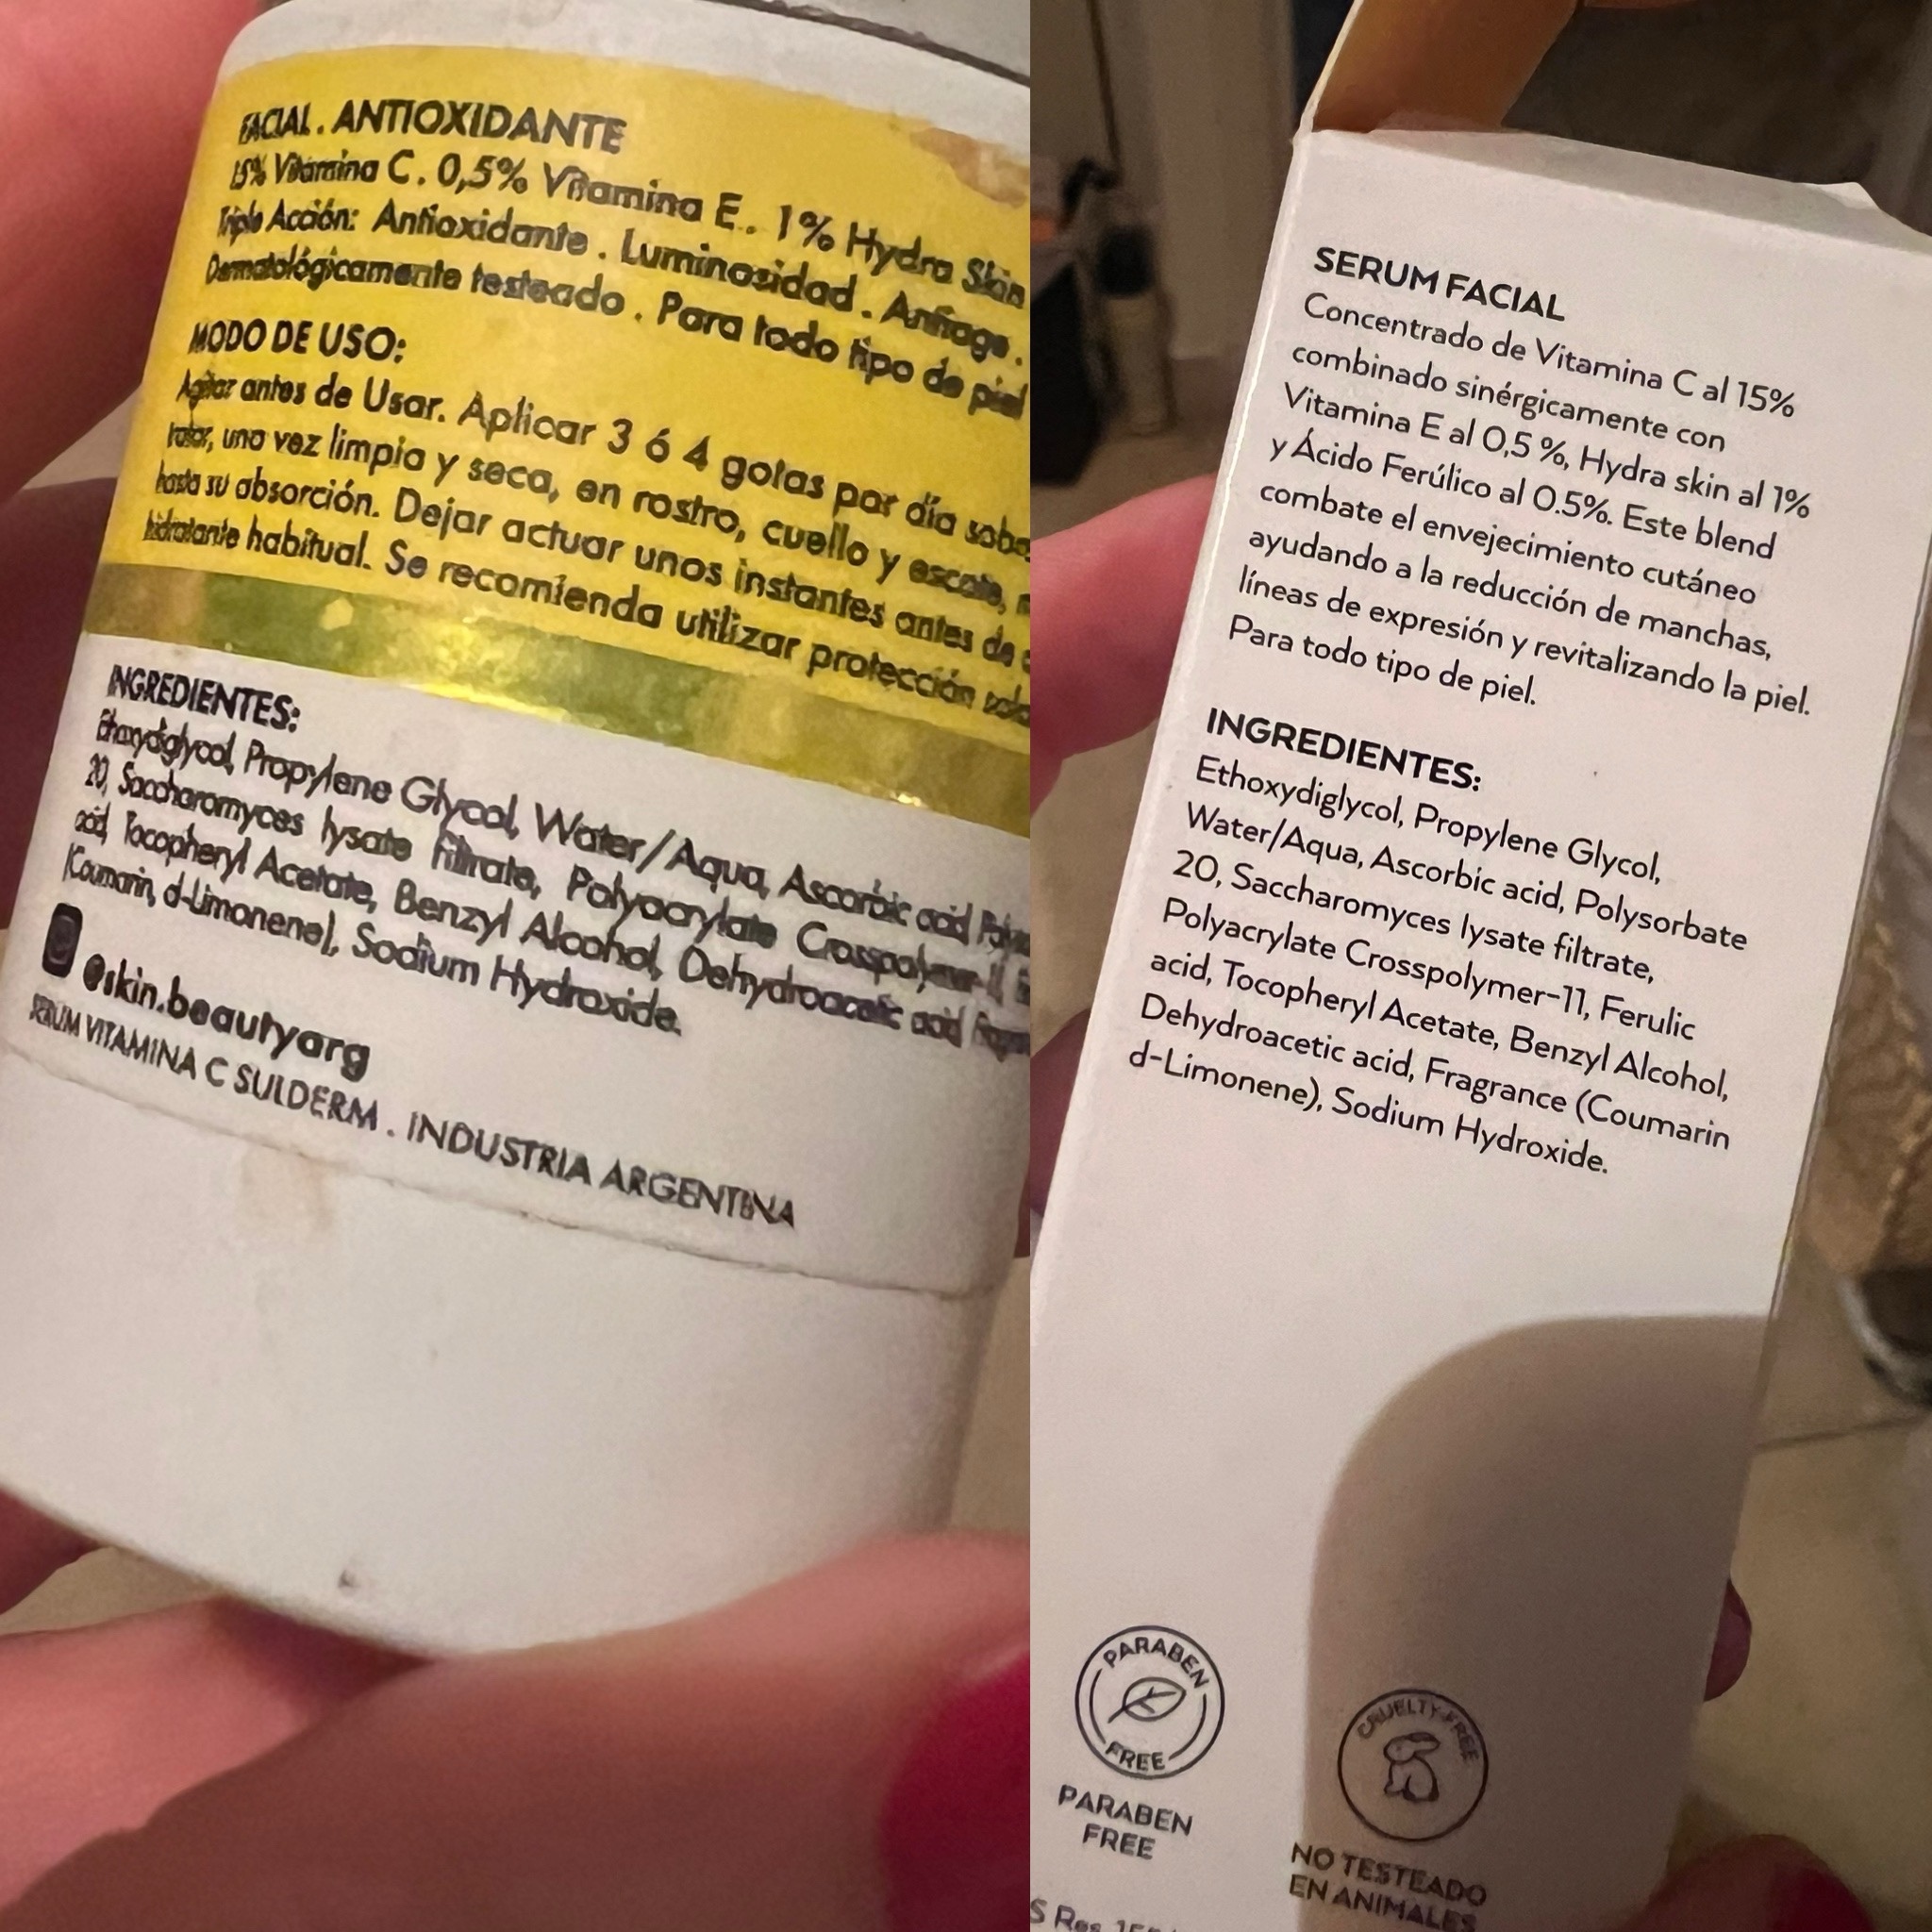 FACIAL . ANTIOXIDANTE
15% Vitamina C . 0,5% Vitamina E . 1% Hydra Skin
Triple Acción: Antioxidante . Luminosidad . Antiage .
Dermatológicamente testeado . Para todo tipo de piel
MODO DE USO:
Agitar antes de Usar. Aplicar 3 ó 4 gotas por día sobre
una vez limpia y seca, en rostro, cuello y escote,
hasta su absorción. Dejar actuar unos instantes antes de
hidratante habitual. Se recomienda utilizar protección
INGREDIENTES:
Ethoxydiglycol, Propylene Glycol, Water/Aqua, Ascorbic acid
20, Saccharomyces lysate filtrate, Polyacrylate Crosspolymer-11,
acid, Tocopheryl Acetate, Benzyl Alcohol, Dehydroacetic acid
(Coumarin, d-Limonene), Sodium Hydroxide.
@skin.beautyarg
SERUM VITAMINA C SULDERM . INDUSTRIA ARGENTINA
SERUM FACIAL
Concentrado de Vitamina C al 15%
combinado sinérgicamente con
Vitamina E al 0,5 %, Hydra skin al 1%
y Ácido Ferúlico al 0.5%. Este blend
combate el envejecimiento cutáneo
ayudando a la reducción de manchas,
líneas de expresión y revitalizando la piel.
Para todo tipo de piel.
INGREDIENTES:
Ethoxydiglycol, Propylene Glycol,
Water/Aqua, Ascorbic acid, Polysorbate
20, Saccharomyces lysate filtrate,
Polyacrylate Crosspolymer-11, Ferulic
acid, Tocopheryl Acetate, Benzyl Alcohol,
Dehydroacetic acid, Fragrance (Coumarin
d-Limonene), Sodium Hydroxide.
PARABEN
FREE
PARABEN
FREE
CRUELTY-FREE
NO TESTEADO
EN ANIMALES
Res.